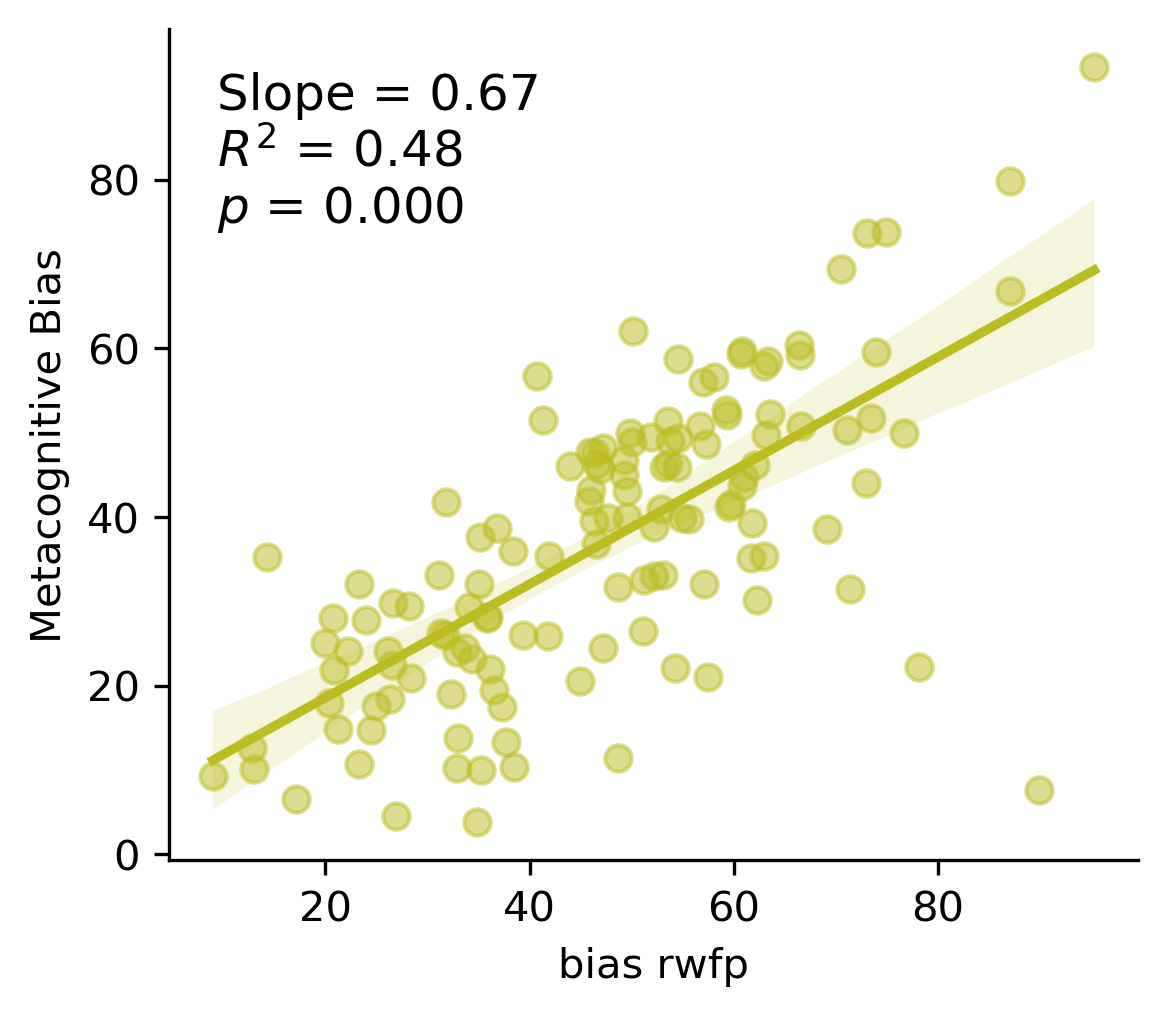 Slope = 0.67
R² = 0.48
p = 0.000
80
60
40
20
0
Metacognitive Bias
20 40 60 80
bias rwfp